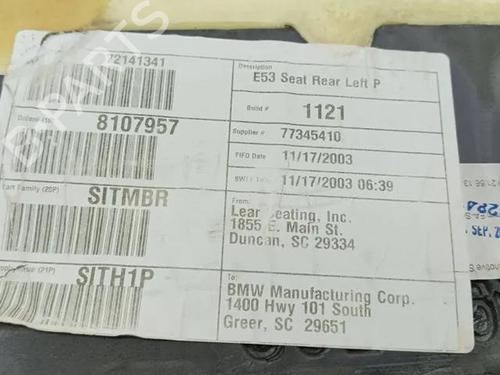 72141341
Description
E53 Seat Rear Left P
Build #
1121
8107957
Supplier #
77345410
FIFO Date
11/17/2003
11/17/2003 06:39
SITMBR
From:
Lear Seating, Inc.
1855 E. Main St.
Duncan, SC 29334
SITH1P
To:
BMW Manufacturing Corp.
1400 Hwy 101 South
Greer, SC 29651
B PARTS
SEP.